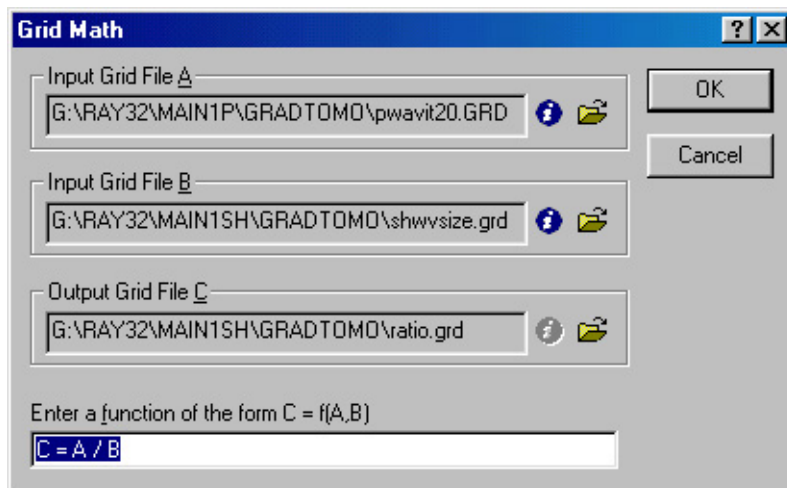 Grid Math
Input Grid File A
G:\RAY32\MAIN1P\GRADTOMO\pwavit20.GRD
OK
Cancel
Input Grid File B
G:\RAY32\MAIN1SH\GRADTOMO\shwvsize.grd
Output Grid File C
G:\RAY32\MAIN1SH\GRADTOMO\ratio.grd
Enter a function of the form C = f(A,B)
C = A / B